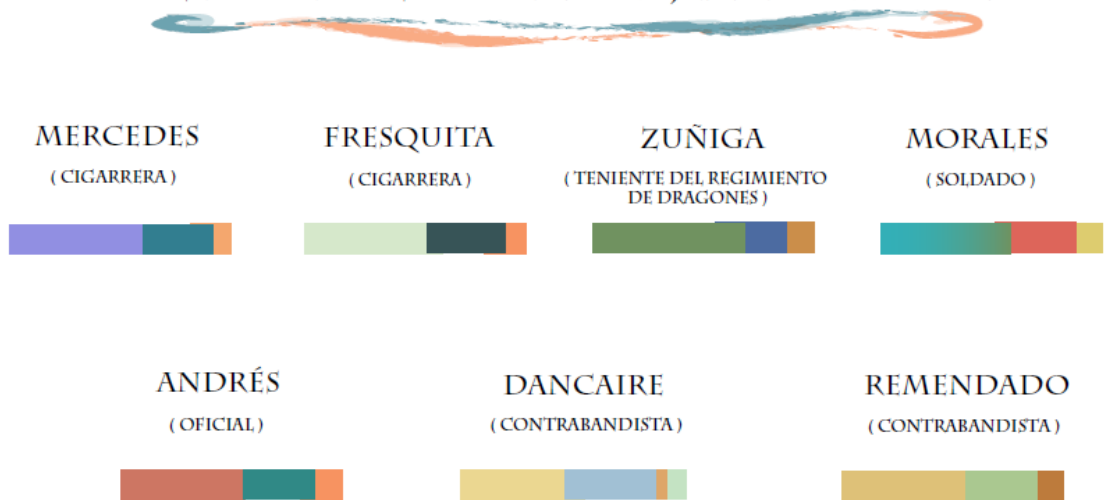 MERCEDES
( CIGARRERA )
FRESQUITA
( CIGARRERA )
ZUÑIGA
( TENIENTE DEL REGIMIENTO
DE DRAGONES )
MORALES
( SOLDADO )
ANDRÉS
( OFICIAL )
DANCAIRE
( CONTRABANDISTA )
REMENDADO
( CONTRABANDISTA )